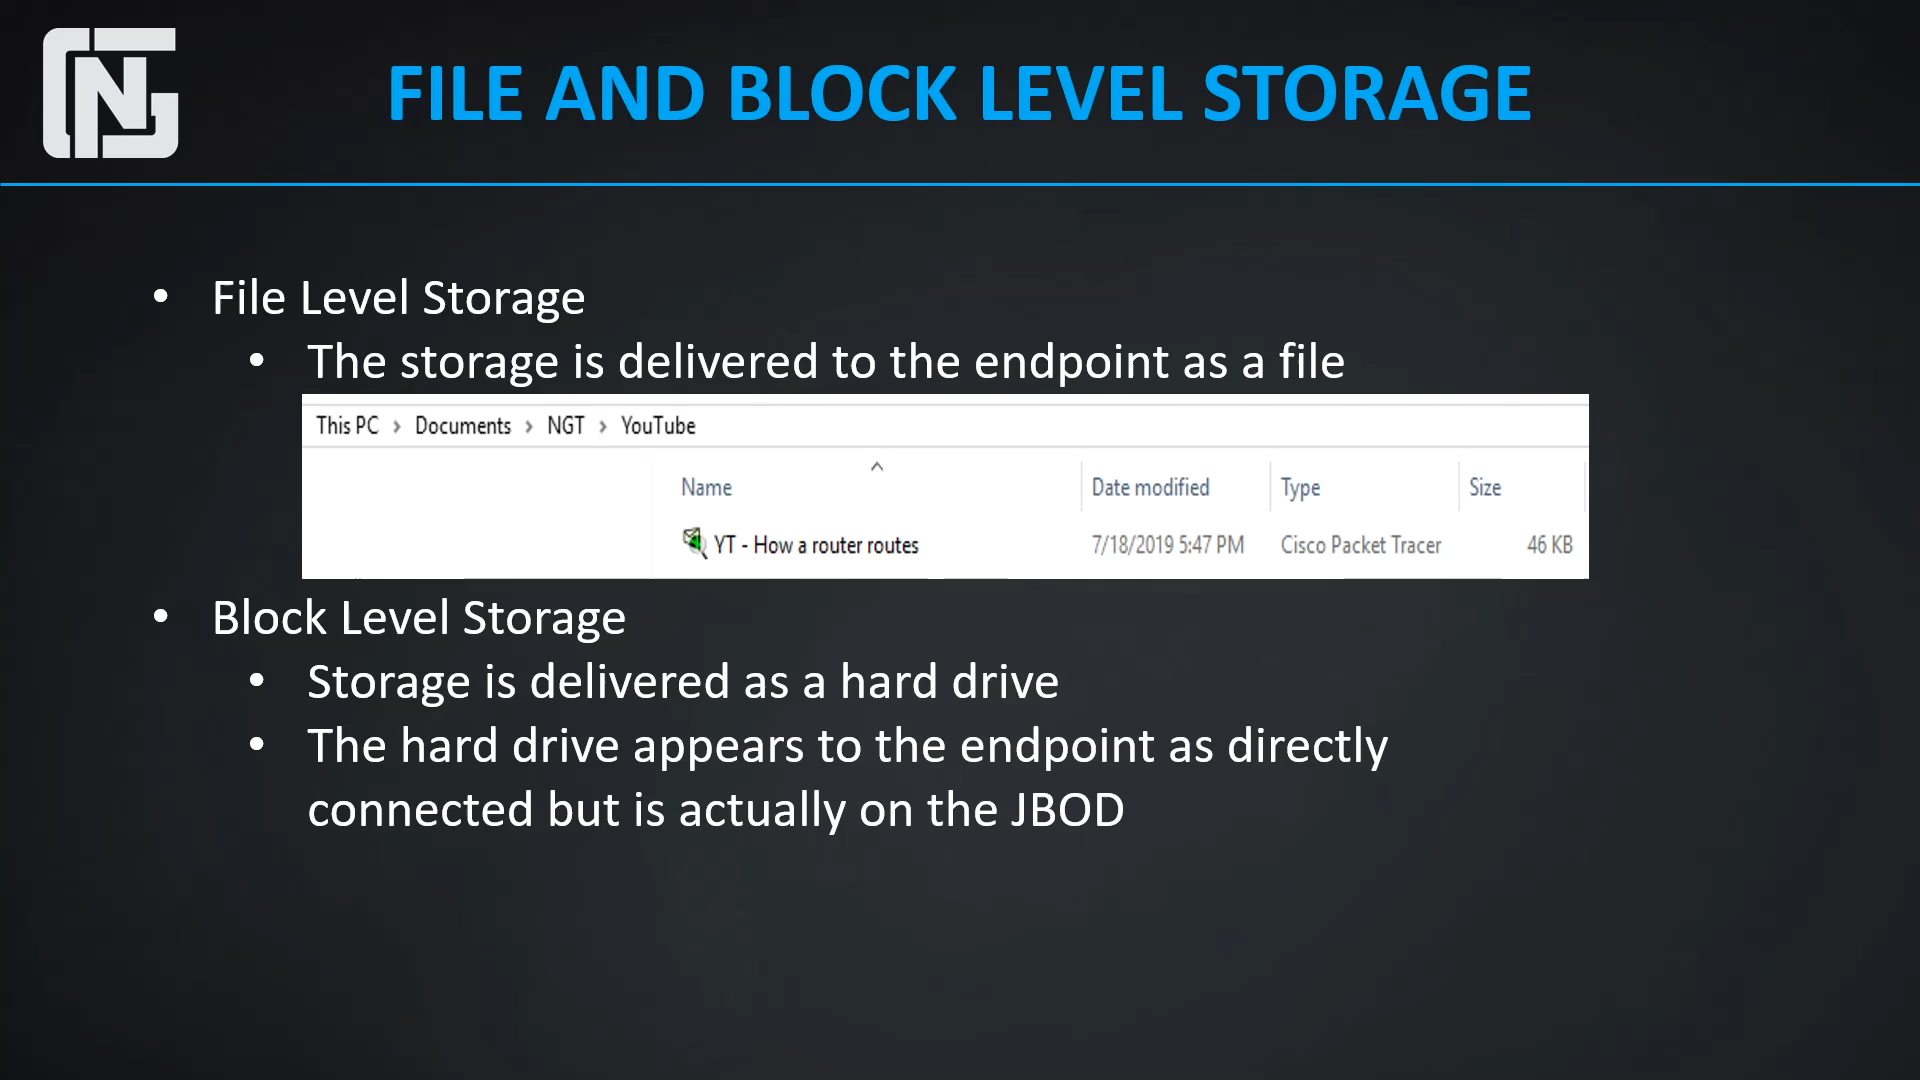 NGT
FILE AND BLOCK LEVEL STORAGE
• File Level Storage
• The storage is delivered to the endpoint as a file
This PC › Documents › NGT › YouTube
Name Date modified Type Size
YT - How a router routes 7/18/2019 5:47 PM Cisco Packet Tracer 46 KB
• Block Level Storage
• Storage is delivered as a hard drive
• The hard drive appears to the endpoint as directly
connected but is actually on the JBOD